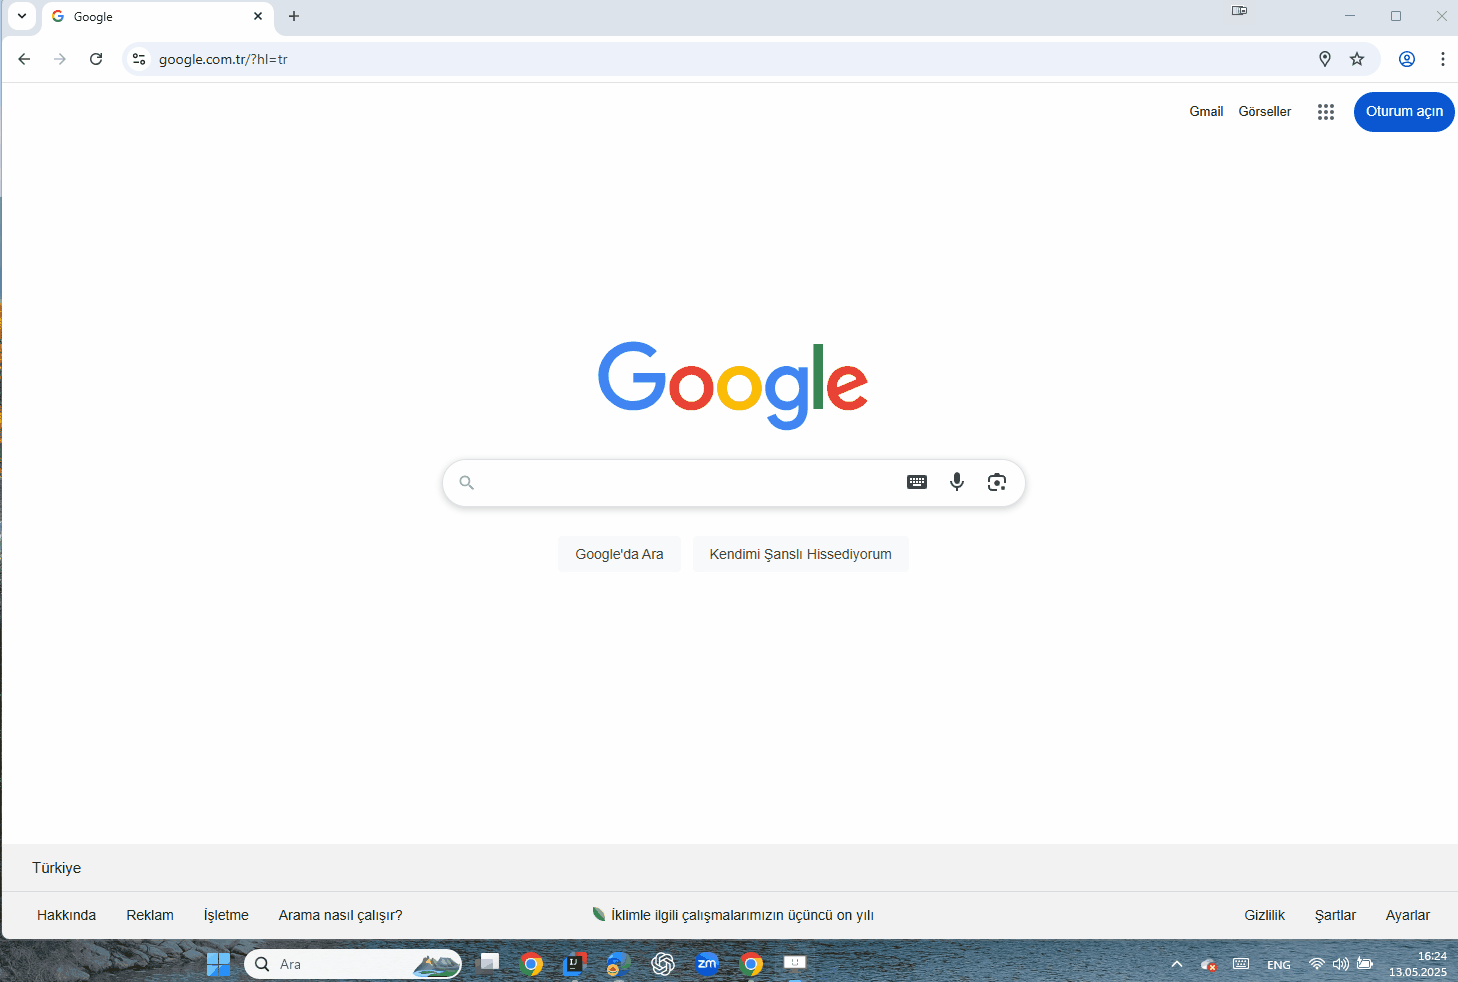 Google
google.com.tr/?hl=tr
Gmail Görseller Oturum açın
Google
Google'da Ara Kendimi Şanslı Hissediyorum
Türkiye
Hakkında Reklam İşletme Arama nasıl çalışır? İklimle ilgili çalışmalarımızın üçüncü on yılı Gizlilik Şartlar Ayarlar
Ara IJ zm ENG 16:24
13.05.2025